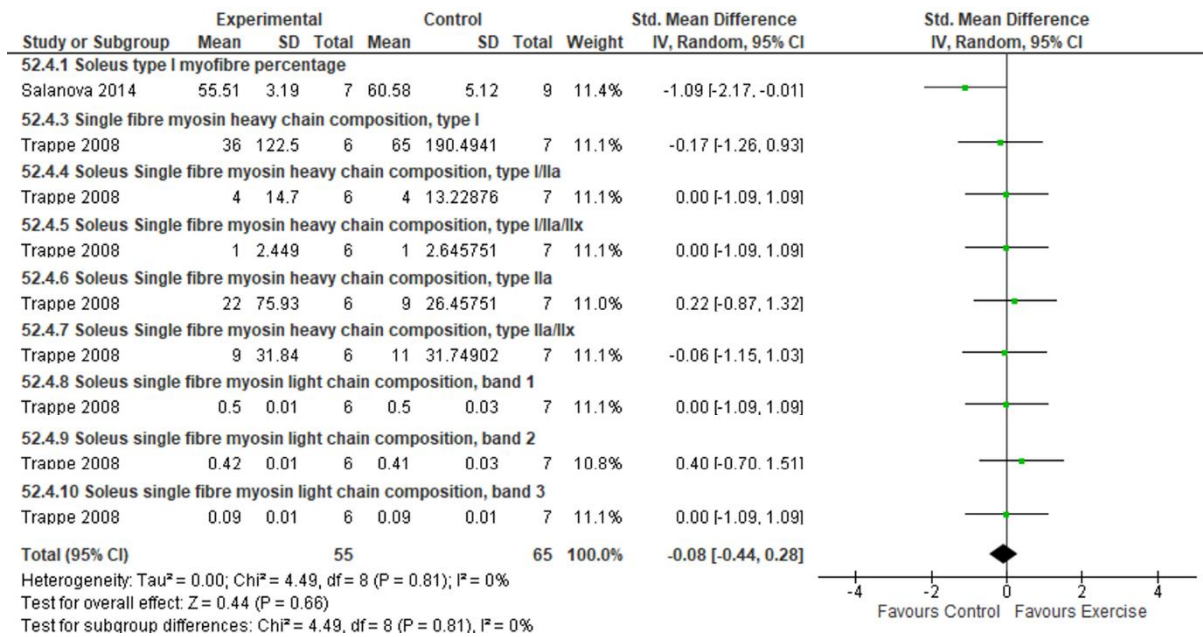 Experimental Control Std. Mean Difference Std. Mean Difference
Study or Subgroup Mean SD Total Mean SD Total Weight IV, Random, 95% CI IV, Random, 95% CI
52.4.1 Soleus type I myofibre percentage
Salanova 2014 55.51 3.19 7 60.58 5.12 9 11.4% -1.09 [-2.17, -0.01]
52.4.3 Single fibre myosin heavy chain composition, type I
Trappe 2008 36 122.5 6 65 190.4941 7 11.1% -0.17 [-1.26, 0.93]
52.4.4 Soleus Single fibre myosin heavy chain composition, type I/IIa
Trappe 2008 4 14.7 6 4 13.22876 7 11.1% 0.00 [-1.09, 1.09]
52.4.5 Soleus Single fibre myosin heavy chain composition, type I/IIa/IIx
Trappe 2008 1 2.449 6 1 2.645751 7 11.1% 0.00 [-1.09, 1.09]
52.4.6 Soleus Single fibre myosin heavy chain composition, type IIa
Trappe 2008 22 75.93 6 9 26.45751 7 11.0% 0.22 [-0.87, 1.32]
52.4.7 Soleus Single fibre myosin heavy chain composition, type IIa/IIx
Trappe 2008 9 31.84 6 11 31.74902 7 11.1% -0.06 [-1.15, 1.03]
52.4.8 Soleus single fibre myosin light chain composition, band 1
Trappe 2008 0.5 0.01 6 0.5 0.03 7 11.1% 0.00 [-1.09, 1.09]
52.4.9 Soleus single fibre myosin light chain composition, band 2
Trappe 2008 0.42 0.01 6 0.41 0.03 7 10.8% 0.40 [-0.70, 1.51]
52.4.10 Soleus single fibre myosin light chain composition, band 3
Trappe 2008 0.09 0.01 6 0.09 0.01 7 11.1% 0.00 [-1.09, 1.09]
Total (95% CI) 55 65 100.0% -0.08 [-0.44, 0.28]
Heterogeneity: Tau² = 0.00; Chi² = 4.49, df = 8 (P = 0.81); I² = 0%
Test for overall effect: Z = 0.44 (P = 0.66)
Test for subgroup differences: Chi² = 4.49, df = 8 (P = 0.81), I² = 0%
-4 -2 0 2 4
Favours Control Favours Exercise